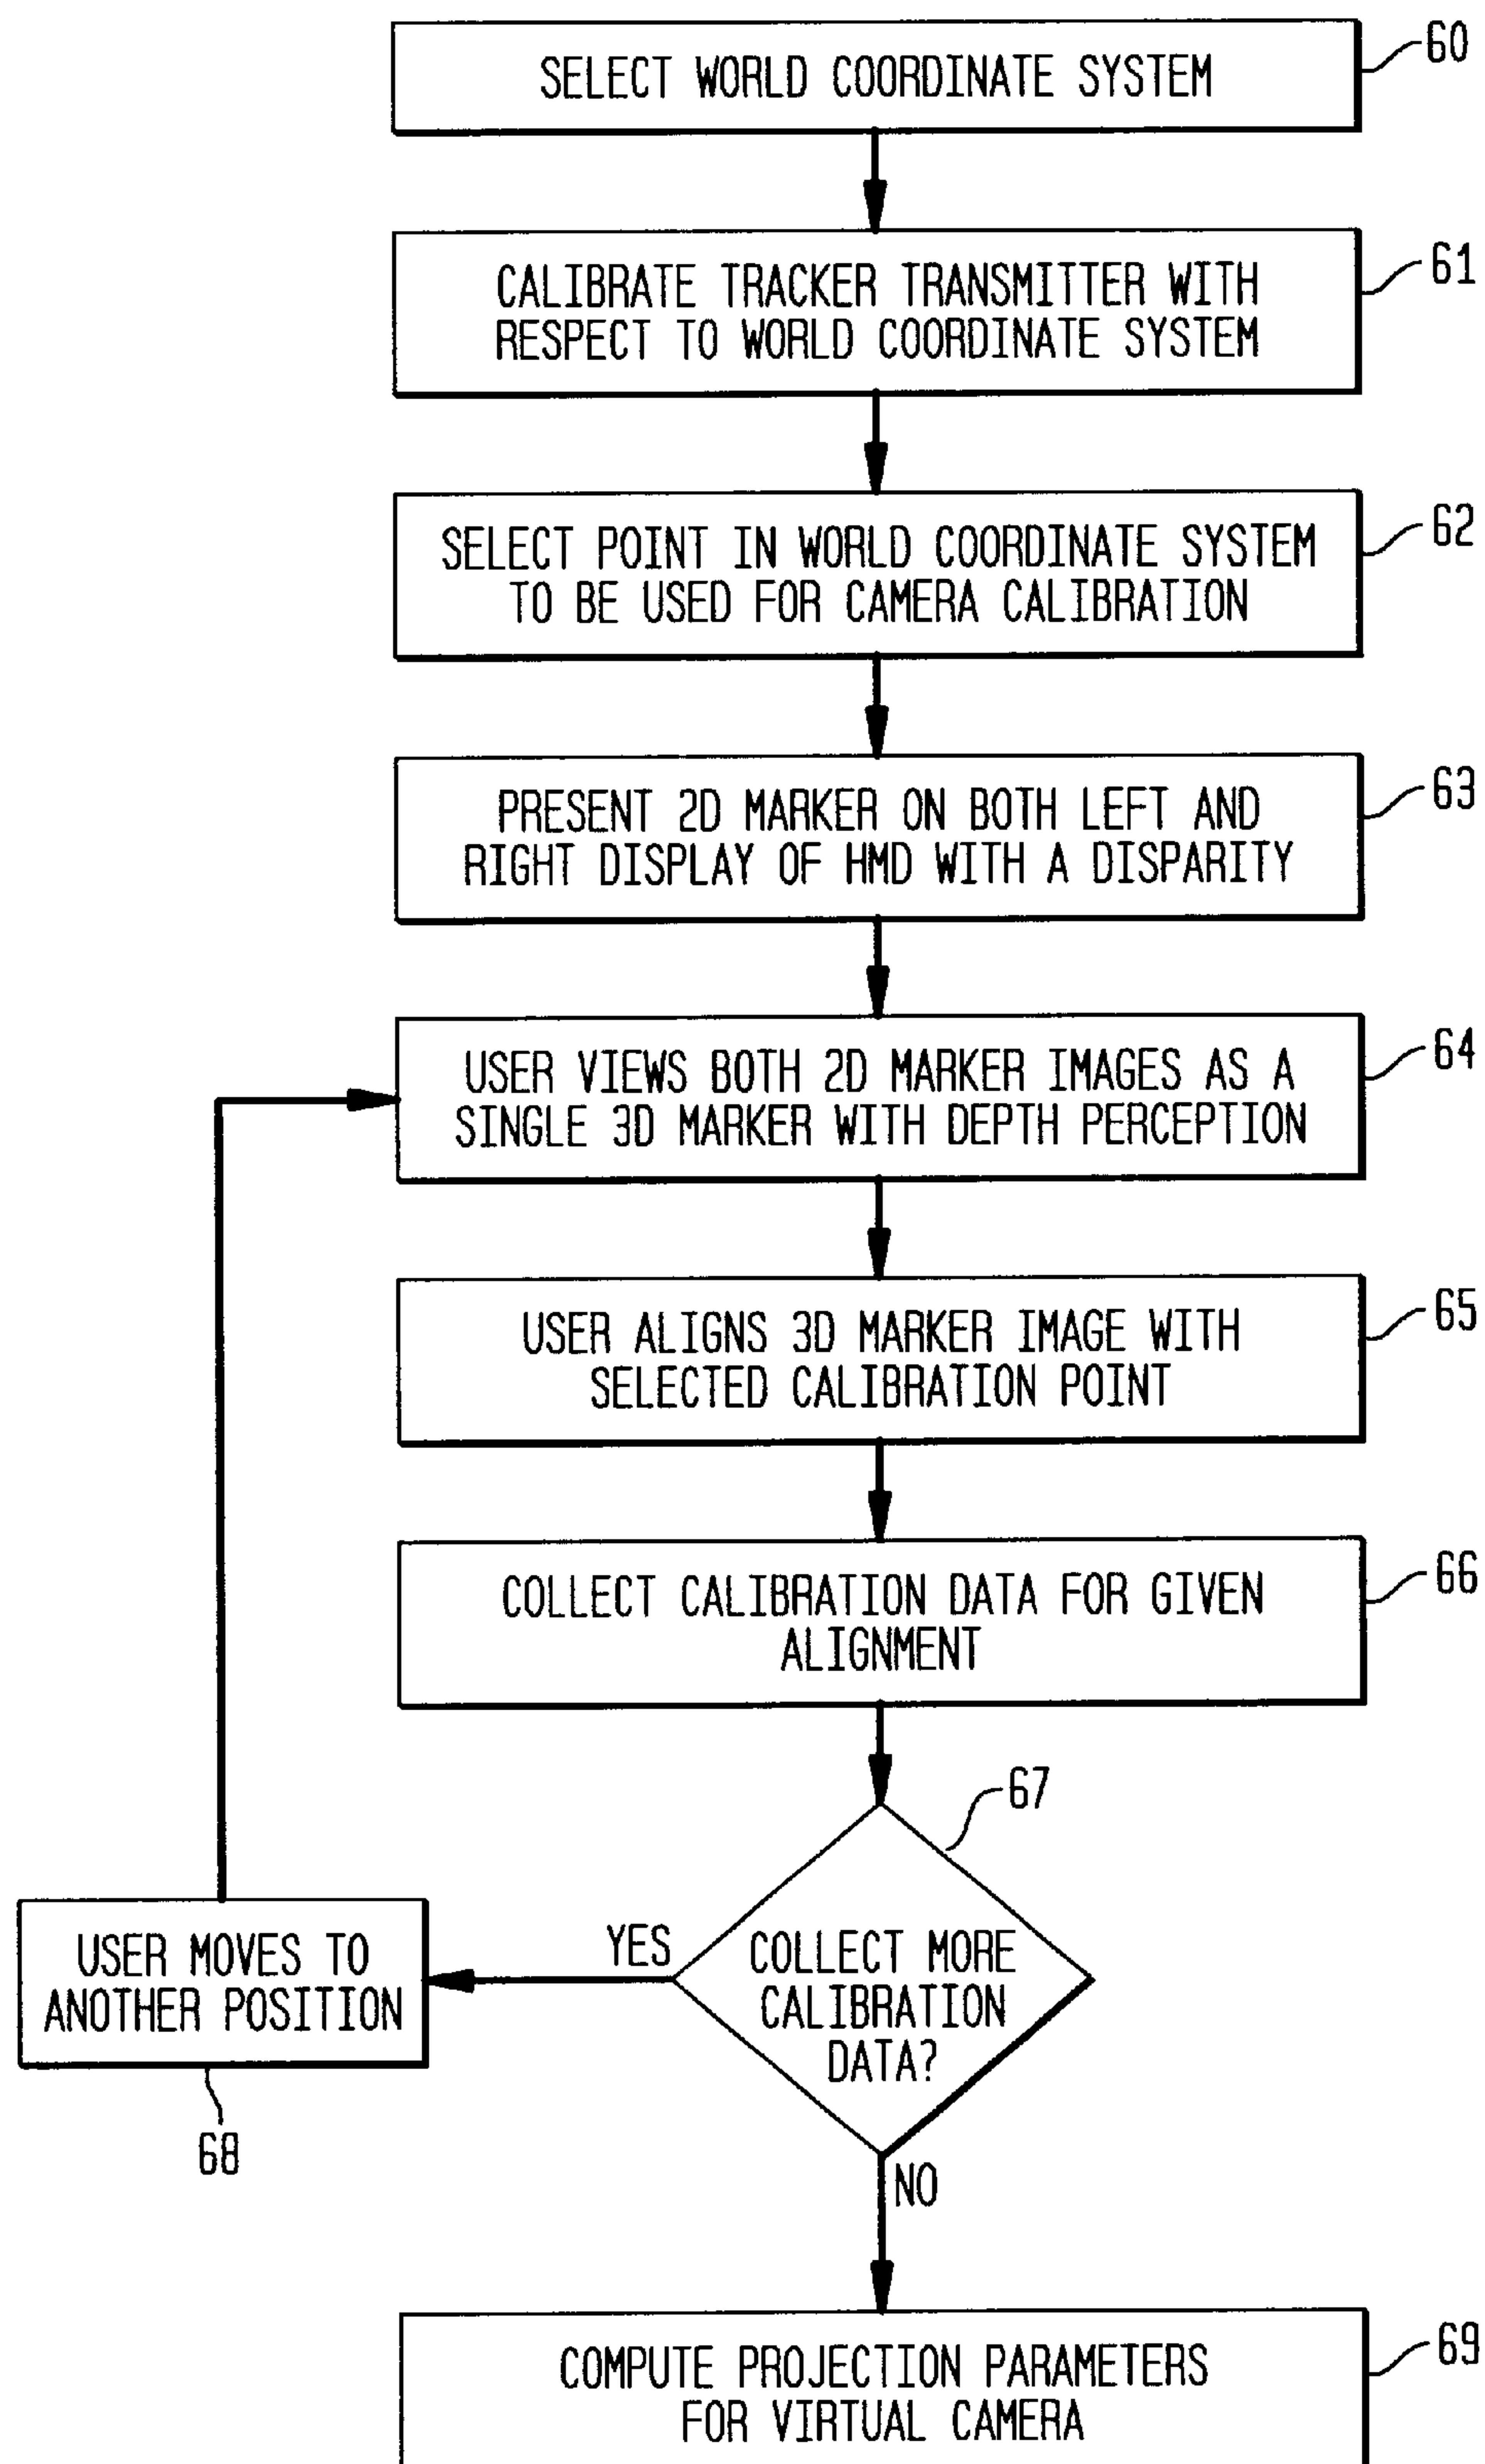 SELECT WORLD COORDINATE SYSTEM
60
CALIBRATE TRACKER TRANSMITTER WITH
RESPECT TO WORLD COORDINATE SYSTEM
61
SELECT POINT IN WORLD COORDINATE SYSTEM
TO BE USED FOR CAMERA CALIBRATION
62
PRESENT 2D MARKER ON BOTH LEFT AND
RIGHT DISPLAY OF HMD WITH A DISPARITY
63
USER VIEWS BOTH 2D MARKER IMAGES AS A
SINGLE 3D MARKER WITH DEPTH PERCEPTION
64
USER ALIGNS 3D MARKER IMAGE WITH
SELECTED CALIBRATION POINT
65
COLLECT CALIBRATION DATA FOR GIVEN
ALIGNMENT
66
67
COLLECT MORE
CALIBRATION
DATA?
YES
USER MOVES TO
ANOTHER POSITION
68
NO
COMPUTE PROJECTION PARAMETERS
FOR VIRTUAL CAMERA
69